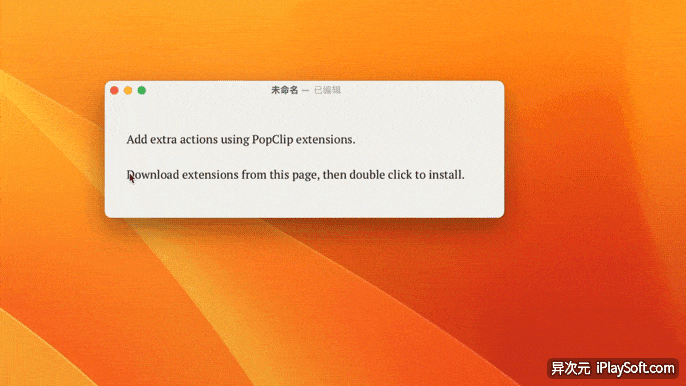 未命名 — 已编辑
Add extra actions using PopClip extensions.
Download extensions from this page, then double click to install.
异次元 iPlaySoft.com